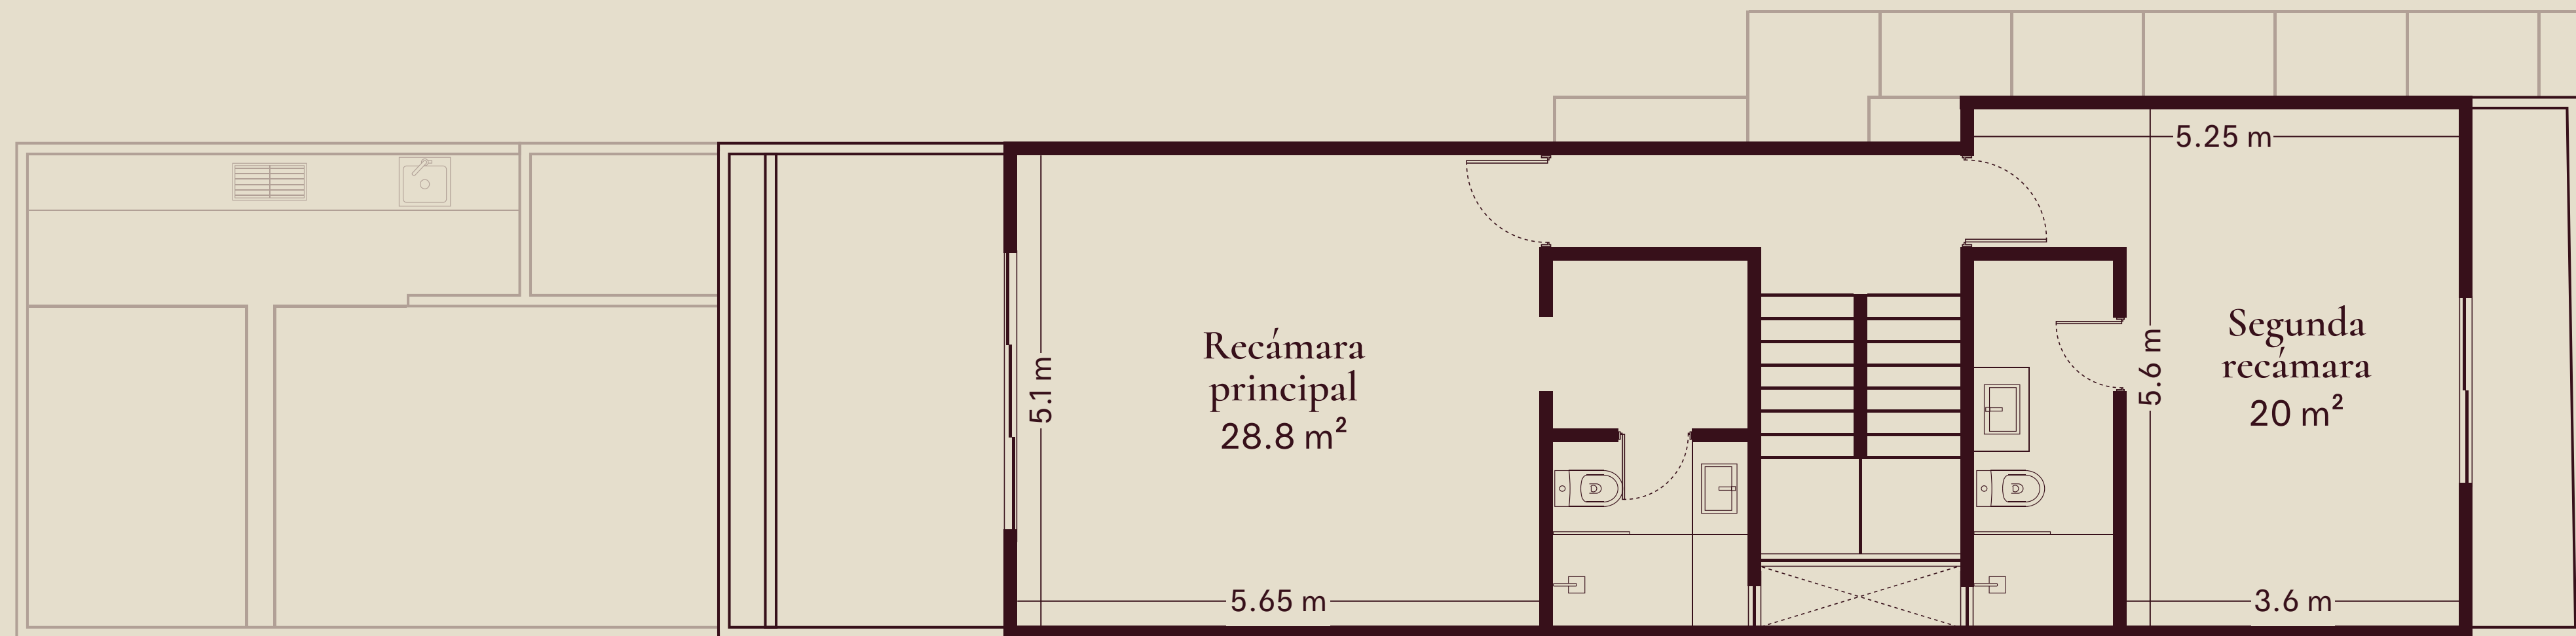 5.25 m
Recámara
principal
28.8 m²
5.1 m
5.65 m
Segunda
recámara
20 m²
5.6 m
3.6 m